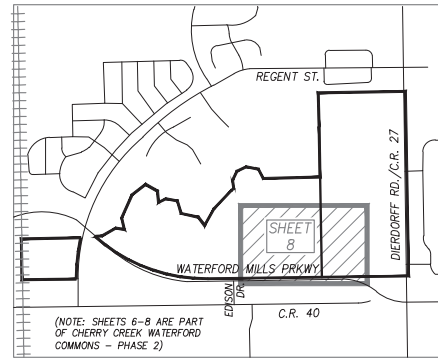 REGENT ST.
DIERDORFF RD./C.R. 27
SHEET
8
WATERFORD MILLS PRKWY
EDISON
DR.
C.R. 40
(NOTE: SHEETS 6-8 ARE PART
OF CHERRY CREEK WATERFORD
COMMONS - PHASE 2)